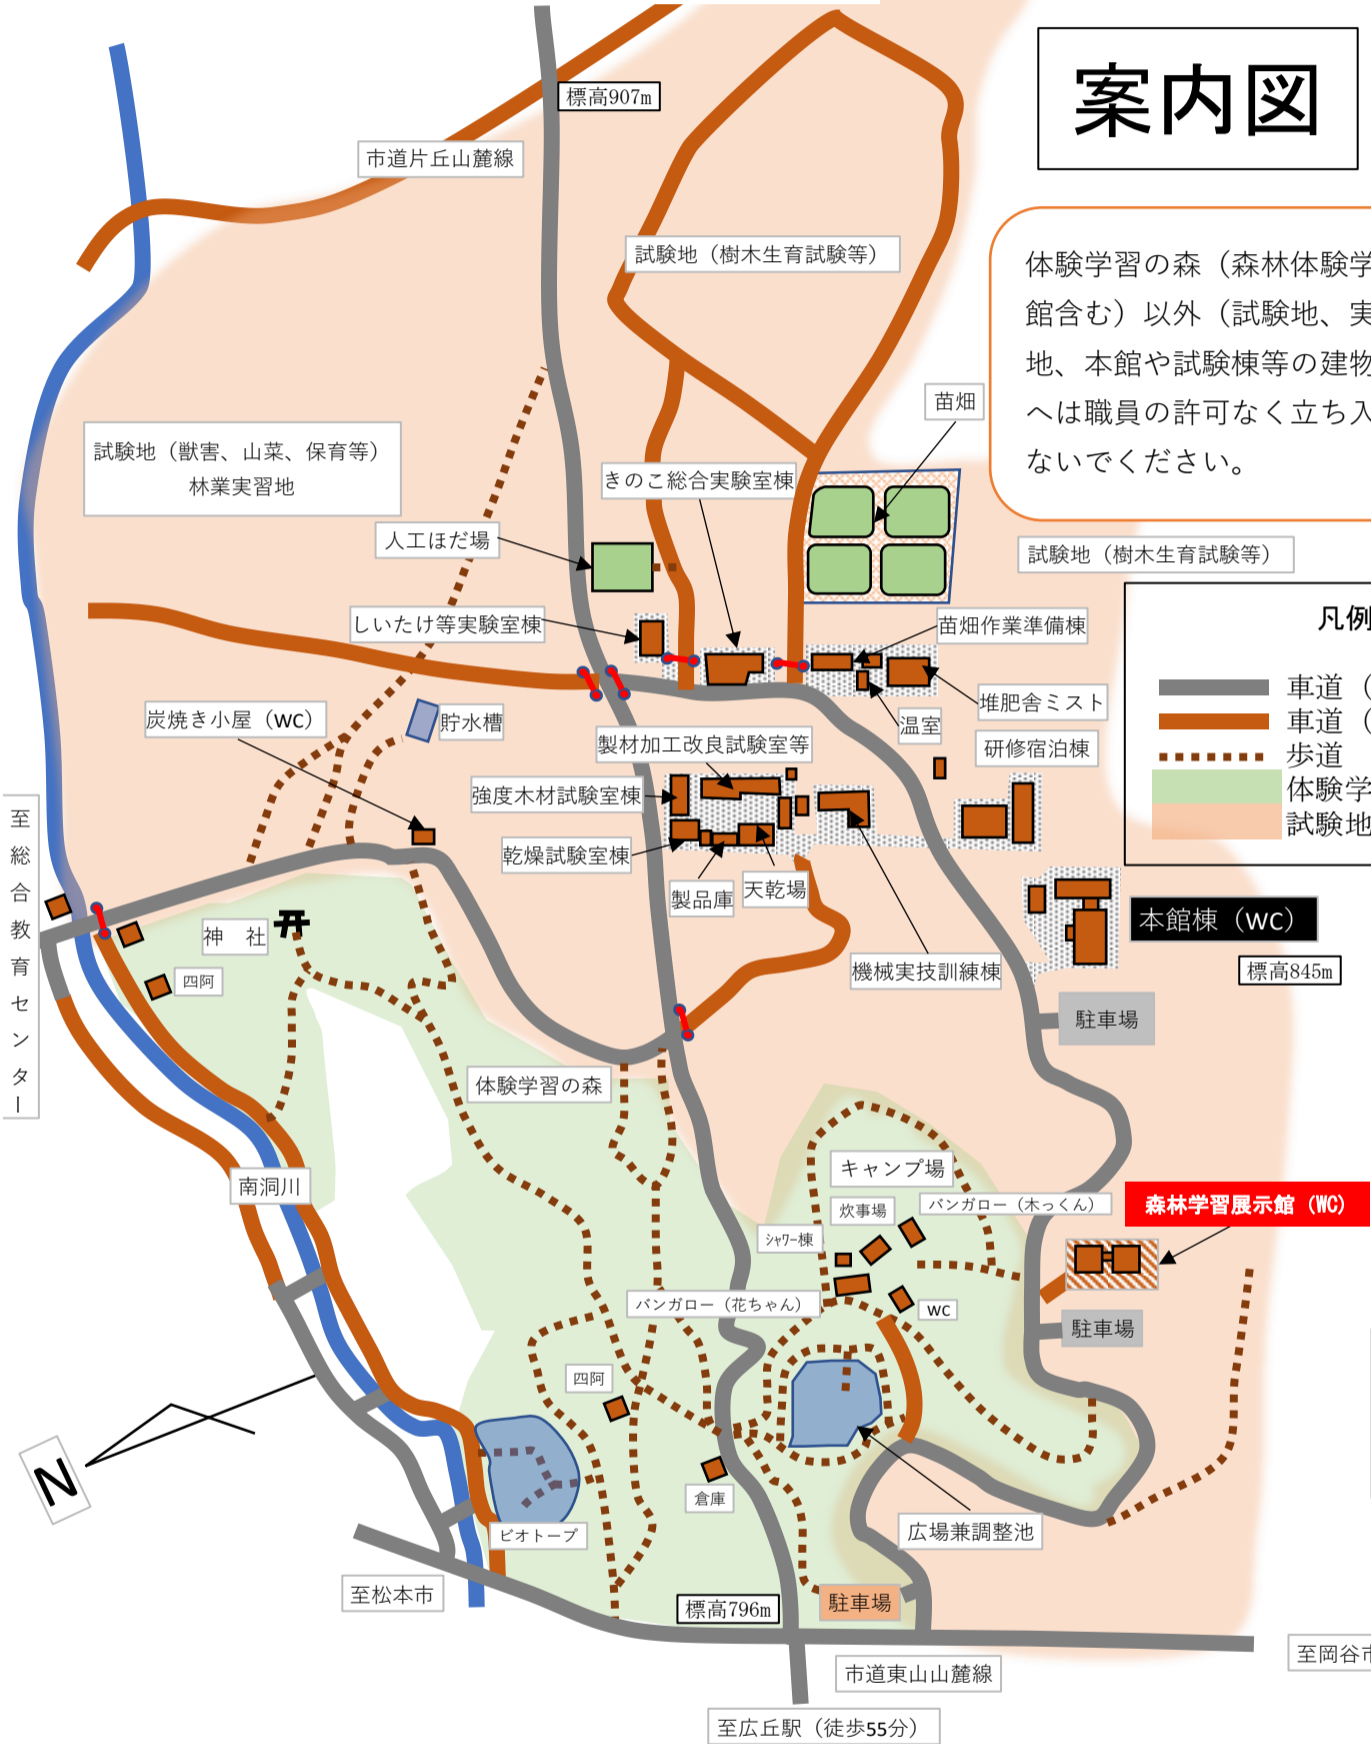 案内図
標高907m
市道片丘山麓線
試験地（樹木生育試験等）
体験学習の森（森林体験学
館含む）以外（試験地、実
地、本館や試験棟等の建物
へは職員の許可なく立ち入
ないでください。
苗畑
試験地（獣害、山菜、保育等）
林業実習地
きのこ総合実験室棟
人工ほだ場
試験地（樹木生育試験等）
しいたけ等実験室棟
苗畑作業準備棟
凡例
車道（
車道（
歩道
体験学
試験地
炭焼き小屋（WC）
貯水槽
堆肥舎ミスト
温室
製材加工改良試験室等
研修宿泊棟
強度木材試験室棟
至総合教育センター
乾燥試験室棟
製品庫
天乾場
神　社
本館棟（WC）
四阿
機械実技訓練棟
標高845m
駐車場
体験学習の森
キャンプ場
南洞川
バンガロー（木っくん）
森林学習展示館（WC）
炊事場
シャワー棟
バンガロー（花ちゃん）
WC
駐車場
四阿
N
倉庫
広場兼調整池
ビオトープ
至松本市
標高796m
駐車場
市道東山山麓線
至岡谷市
至広丘駅（徒歩55分）